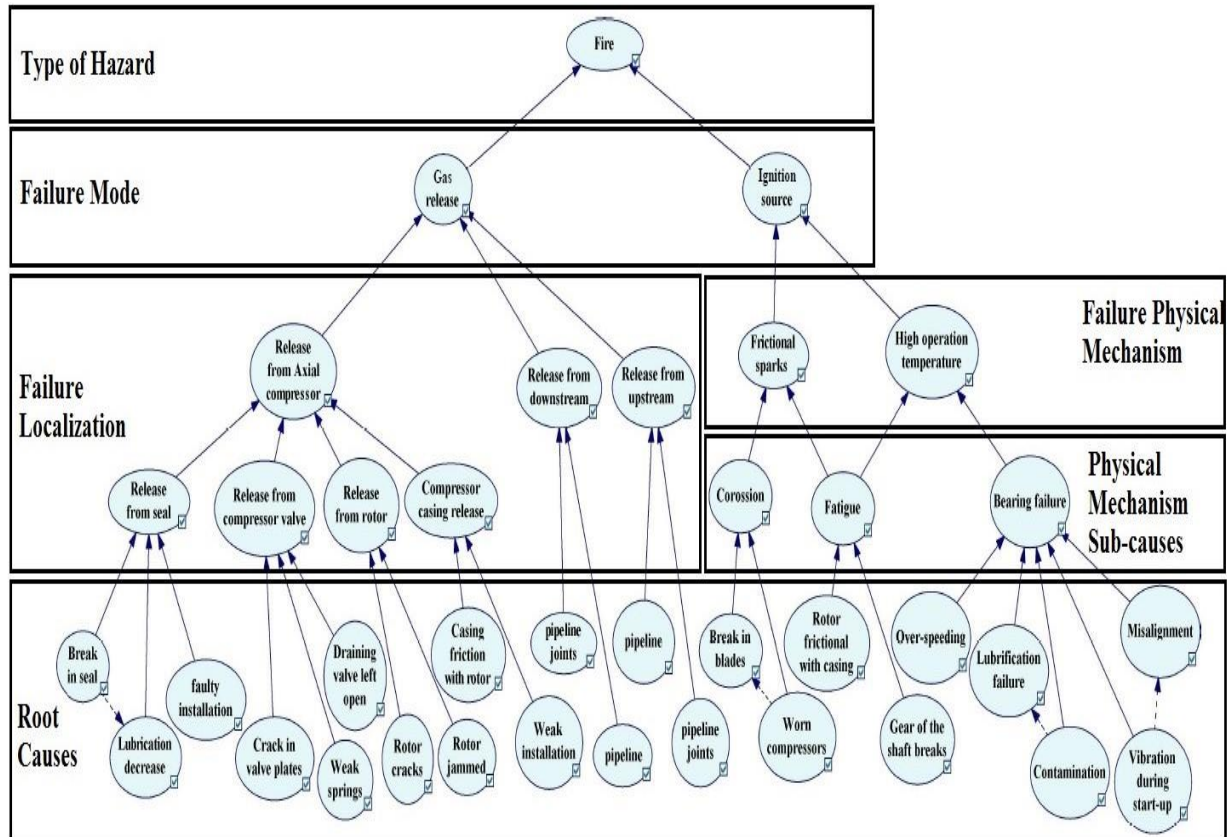 Type of Hazard
Fire
Failure Mode
Gas
release
Ignition
source
Failure
Localization
Release
from Axial
compressor
Release from
downstream
Release from
upstream
Frictional
sparks
High operation
temperature
Failure Physical
Mechanism
Release
from seal
Release from
compressor valve
Release
from rotor
Compressor
casing release
Corossion
Fatigue
Bearing failure
Physical
Mechanism
Sub-causes
Root
Causes
Break
in seal
Lubrication
decrease
faulty
installation
Crack in
valve plates
Weak
springs
Draining
valve left
open
Rotor
cracks
Rotor
jammed
Casing
friction
with rotor
Weak
installation
pipeline
joints
pipeline
pipeline
pipeline
joints
Break in
blades
Worn
compressors
Rotor
frictional
with casing
Gear of the
shaft breaks
Over-speeding
Lubrification
failure
Contamination
Misalignment
Vibration
during
start-up